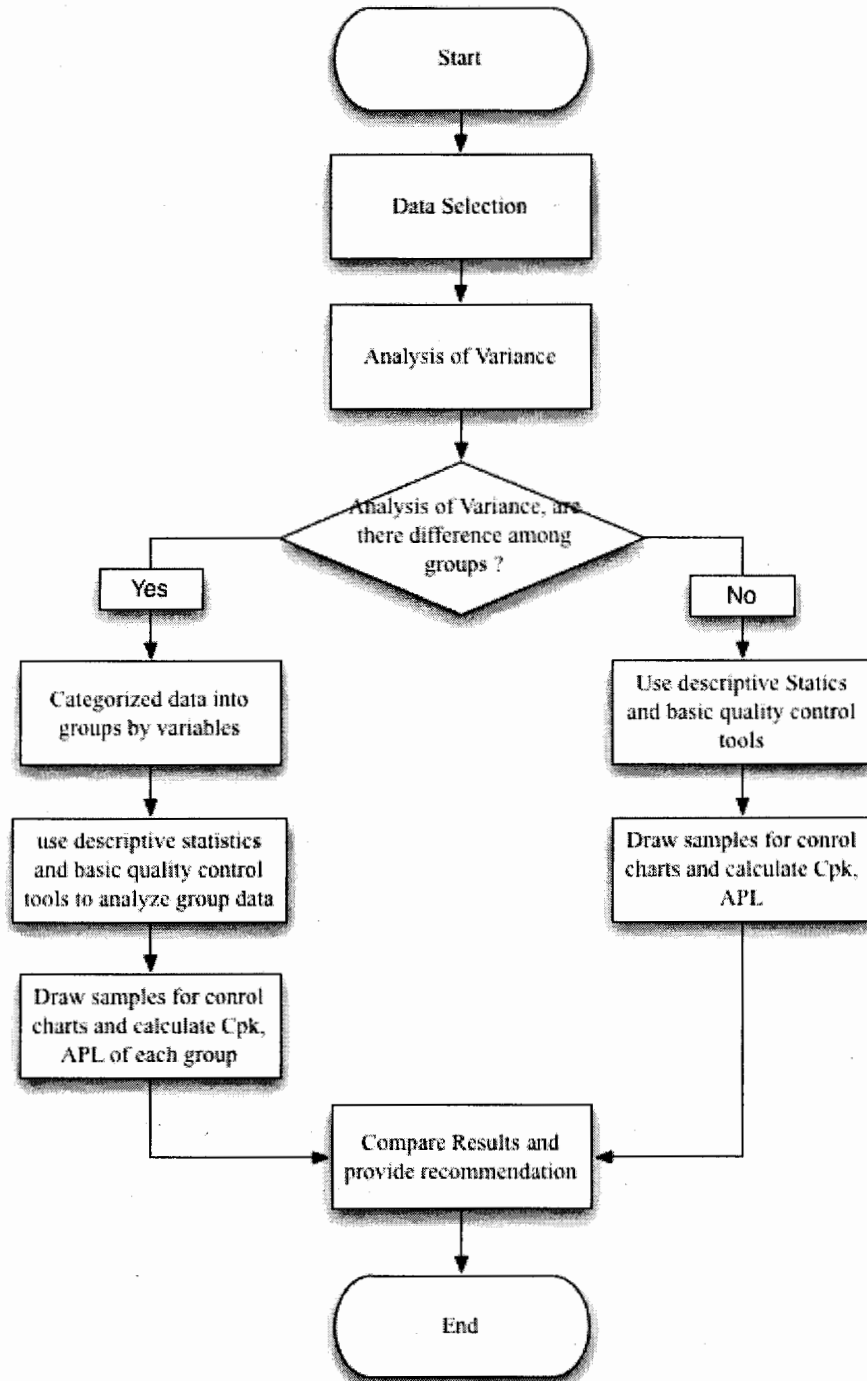 Start
Data Selection
Analysis of Variance
Analysis of Variance, are
there difference among
groups ?
Yes
No
Categorized data into
groups by variables
use descriptive statistics
and basic quality control
tools to analyze group data
Draw samples for conrol
charts and calculate Cpk,
APL of each group
Use descriptive Statics
and basic quality control
tools
Draw samples for conrol
charts and calculate Cpk,
APL
Compare Results and
provide recommendation
End